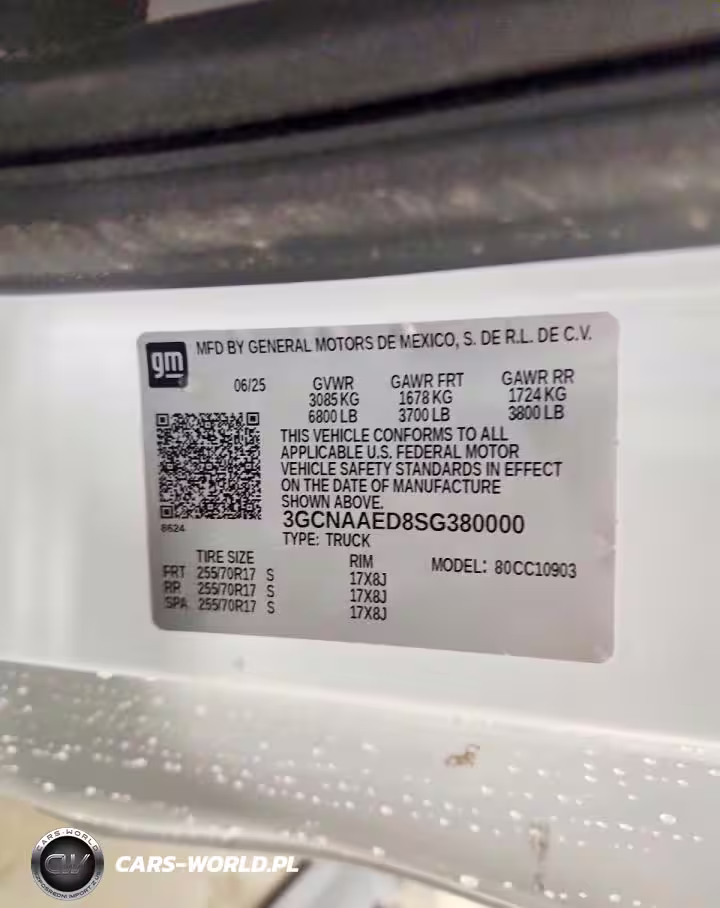 gm
MFD BY GENERAL MOTORS DE MEXICO, S. DE R.L. DE C.V.
06/25 GVWR GAWR FRT GAWR RR
3085 KG 1678 KG 1724 KG
6800 LB 3700 LB 3800 LB
THIS VEHICLE CONFORMS TO ALL
APPLICABLE U.S. FEDERAL MOTOR
VEHICLE SAFETY STANDARDS IN EFFECT
ON THE DATE OF MANUFACTURE
SHOWN ABOVE.
8624
3GCNAAED8SG380000
TYPE: TRUCK
TIRE SIZE RIM MODEL: 80CC10903
FRT 255/70R17 S 17X8J
RR 255/70R17 S 17X8J
SPA 255/70R17 S 17X8J
CARS-WORLD
CW
CARS-WORLD.PL